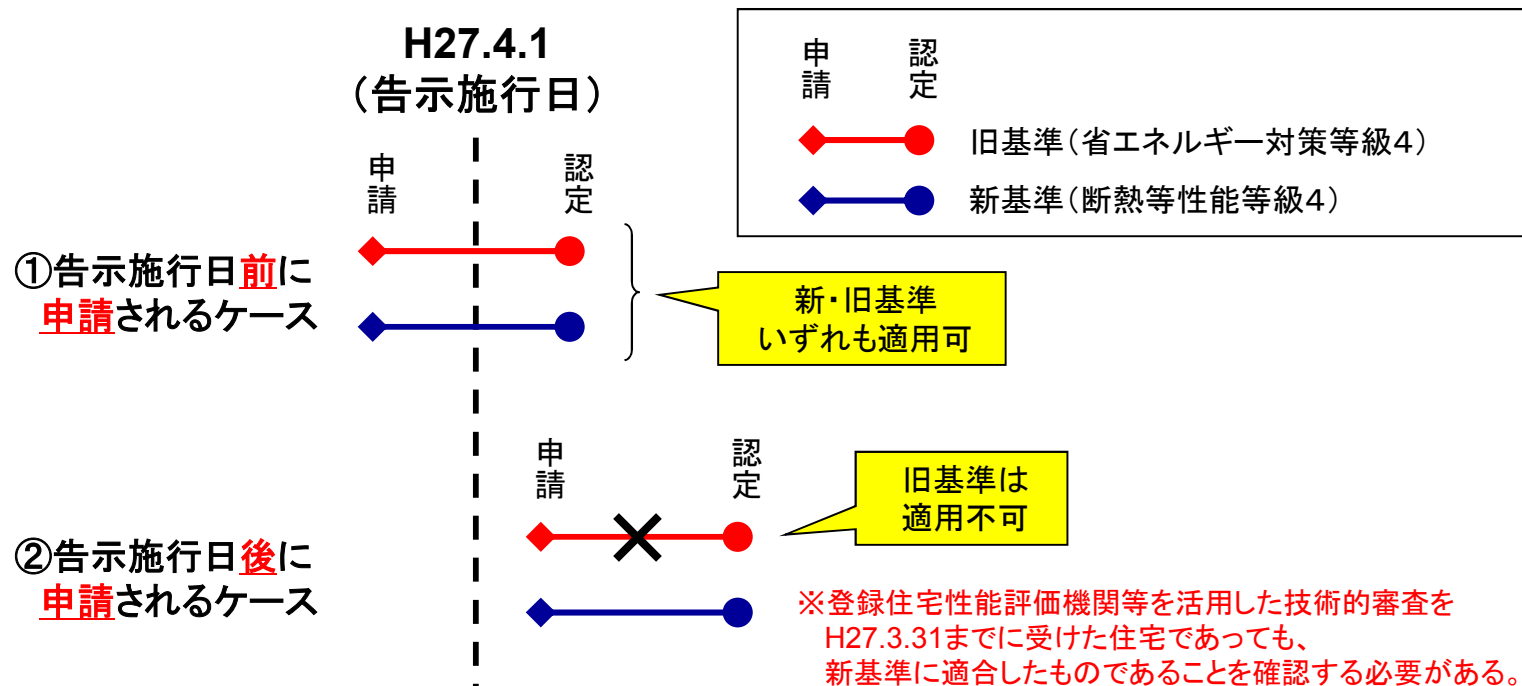 H27.4.1
（告示施行日）
申請
認定
旧基準（省エネルギー対策等級４）
新基準（断熱等性能等級４）
申請
認定
①告示施行日前に
申請されるケース
新・旧基準
いずれも適用可
申請
認定
旧基準は
適用不可
②告示施行日後に
申請されるケース
※登録住宅性能評価機関等を活用した技術的審査を
H27.3.31までに受けた住宅であっても、
新基準に適合したものであることを確認する必要がある。